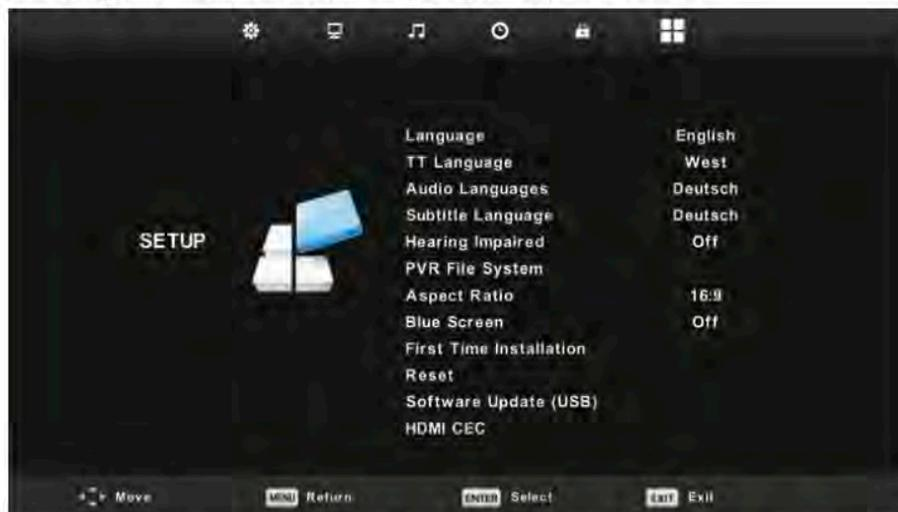 SETUP
Language English
TT Language West
Audio Languages Deutsch
Subtitle Language Deutsch
Hearing Impaired Off
PVR File System
Aspect Ratio 16:9
Blue Screen Off
First Time Installation
Reset
Software Update (USB)
HDMI CEC
Move MENU Return ENTER Select EXIT Exit